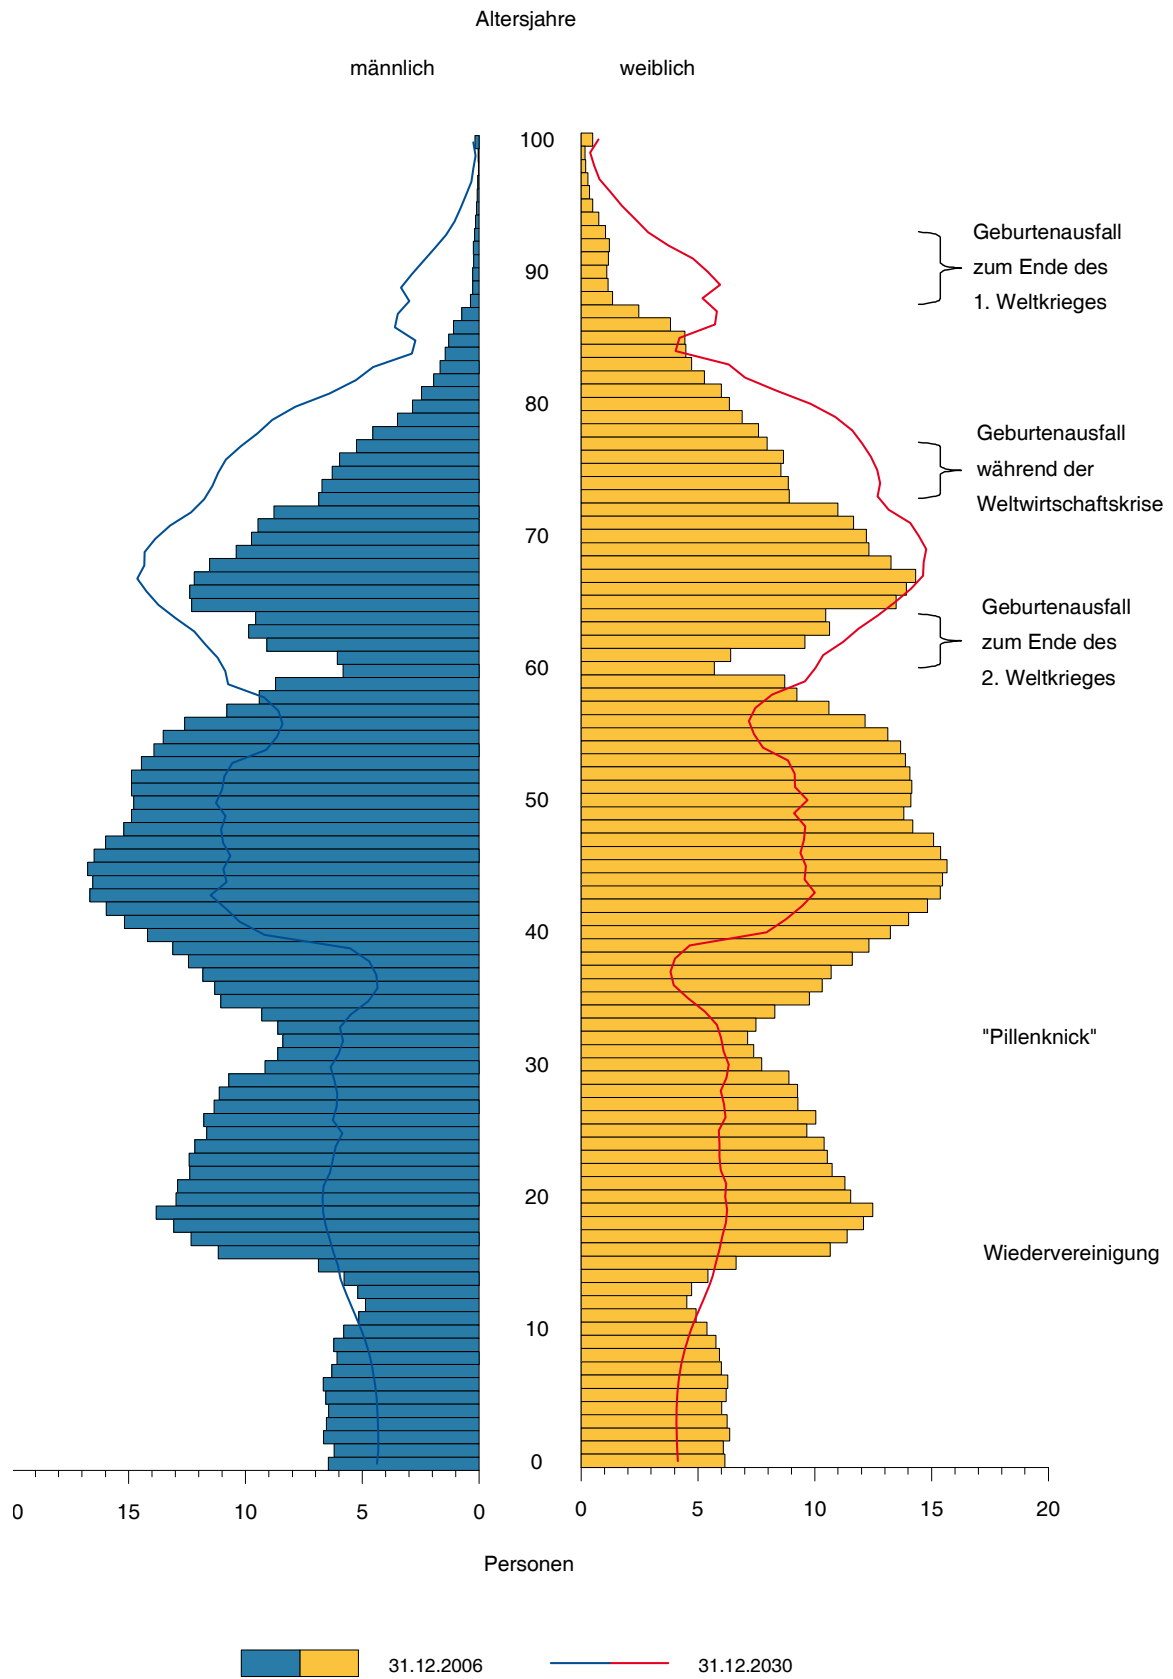 Altersjahre
männlich
weiblich
100
90
80
70
60
50
40
30
20
10
0
Geburtenausfall
zum Ende des
1. Weltkrieges
Geburtenausfall
während der
Weltwirtschaftskrise
Geburtenausfall
zum Ende des
2. Weltkrieges
"Pillenknick"
Wiedervereinigung
0 15 10 5 0
0 5 10 15 20
Personen
31.12.2006
31.12.2030